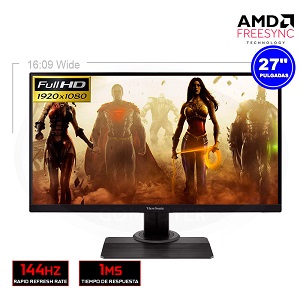 AMD
FREESYNC
TECHNOLOGY
16:09 Wide
27"
PULGADAS
Full HD
1920x1080
ViewSonic
144HZ
RAPID REFRESH RATE
1MS
TIEMPO DE RESPUESTA